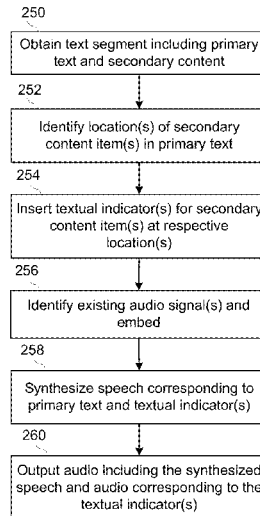 250
Obtain text segment including primary
text and secondary content
252
Identify location(s) of secondary
content item(s) in primary text
254
Insert textual indicator(s) for secondary
content item(s) at respective
location(s)
256
Identify existing audio signal(s) and
embed
258
Synthesize speech corresponding to
primary text and textual indicator(s)
260
Output audio including the synthesized
speech and audio corresponding to the
textual indicator(s)